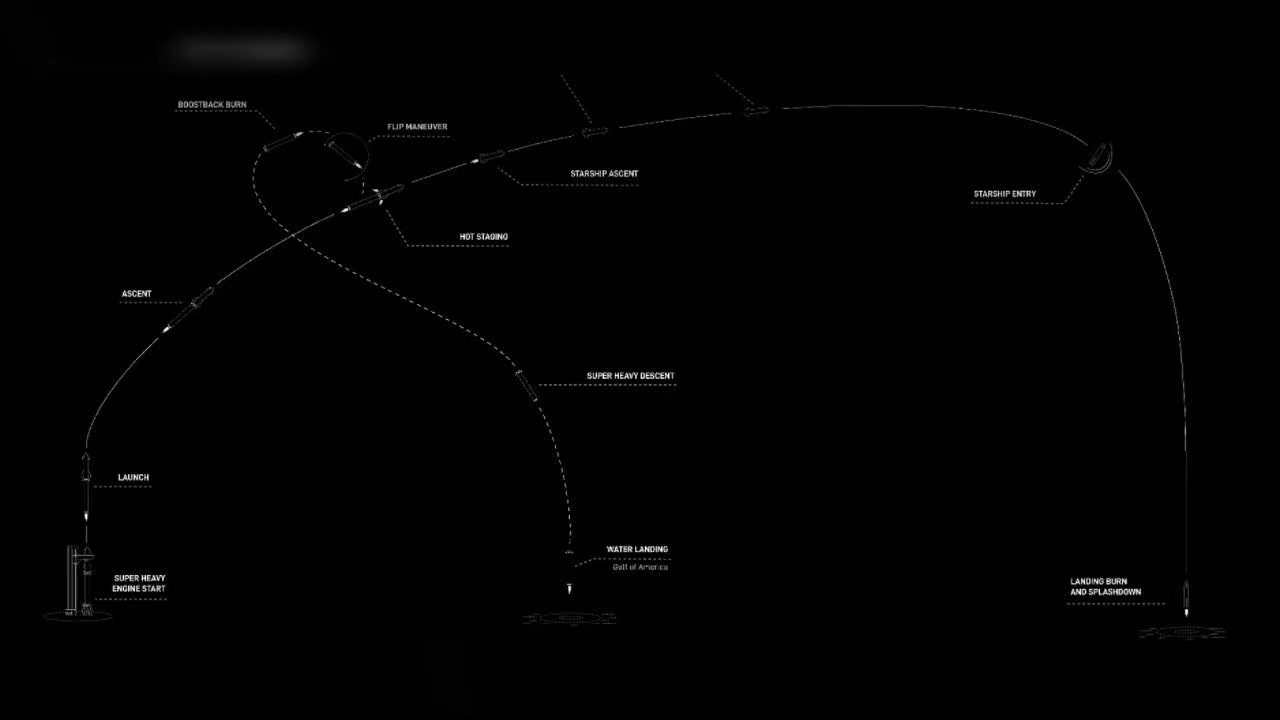 BOOSTBACK BURN
FLIP MANEUVER
STARSHIP ASCENT
STARSHIP ENTRY
HOT STAGING
ASCENT
SUPER HEAVY DESCENT
LAUNCH
WATER LANDING
Gulf of America
SUPER HEAVY
ENGINE START
LANDING BURN
AND SPLASHDOWN